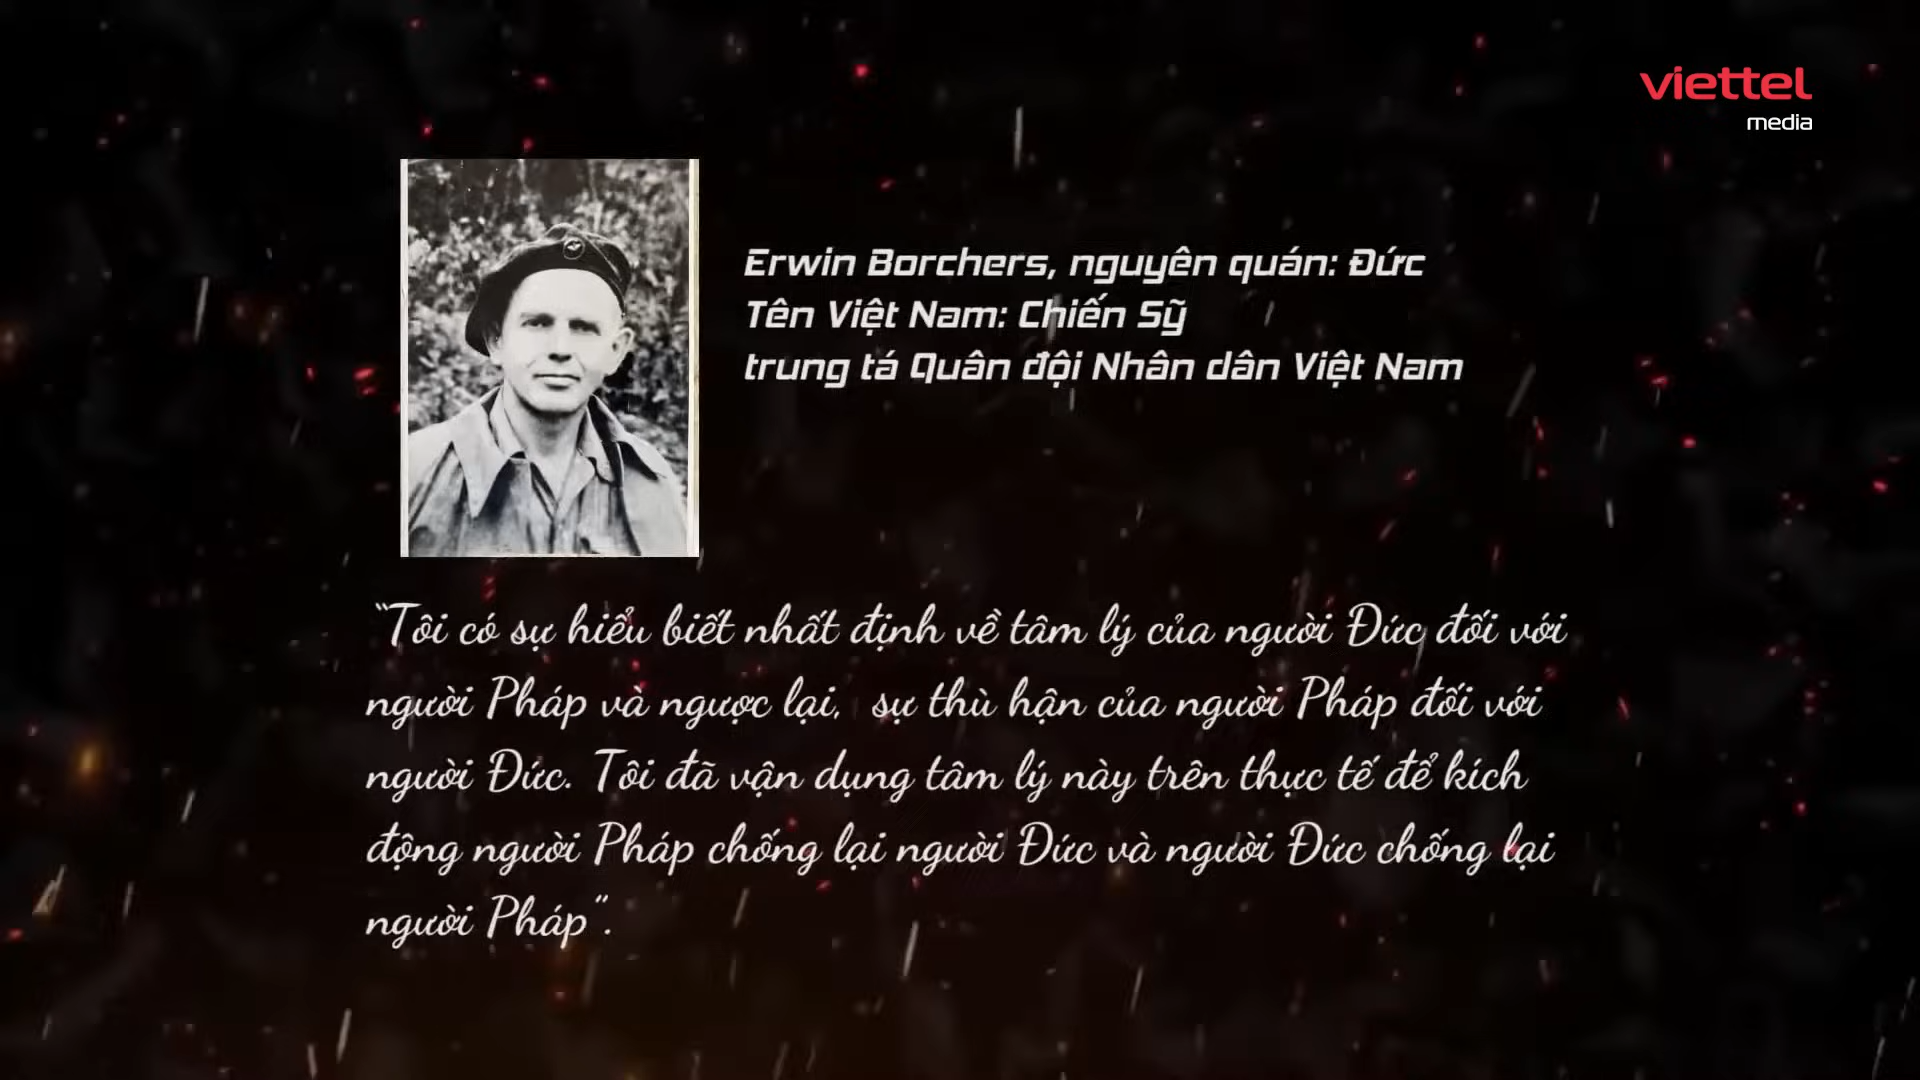 viettel
media
Erwin Borchers, nguyên quán: Đức
Tên Việt Nam: Chiến Sỹ
trung tá Quân đội Nhân dân Việt Nam
“Tôi có sự hiểu biết nhất định về tâm lý của người Đức đối với
người Pháp và ngược lại, sự thù hận của người Pháp đối với
người Đức. Tôi đã vận dụng tâm lý này trên thực tế để kích
động người Pháp chống lại người Đức và người Đức chống lại
người Pháp”.